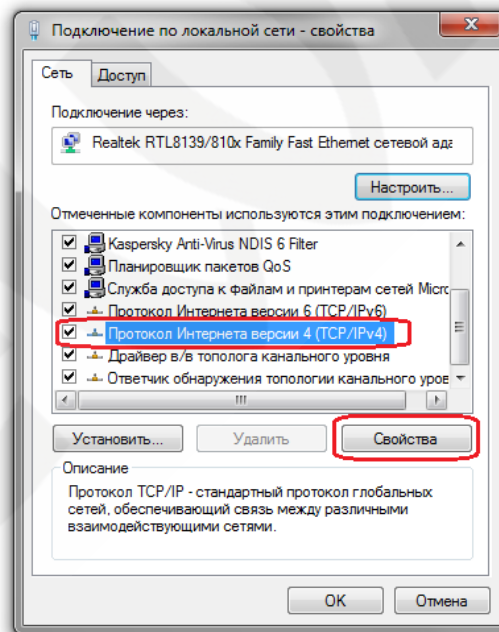 Подключение по локальной сети - свойства
Сеть
Доступ
Подключение через:
Realtek RTL8139/810x Family Fast Ethernet сетевой ада
Настроить...
Отмеченные компоненты используются этим подключением:
Kaspersky Anti-Virus NDIS 6 Filter
Планировщик пакетов QoS
Служба доступа к файлам и принтерам сетей Micro
Протокол Интернета версии 6 (TCP/IPv6)
Протокол Интернета версии 4 (TCP/IPv4)
Драйвер в/в тополога канального уровня
Ответчик обнаружения топологии канального уров
Установить...
Удалить
Свойства
Описание
Протокол TCP/IP - стандартный протокол глобальных
сетей, обеспечивающий связь между различными
взаимодействующими сетями.
OK
Отмена